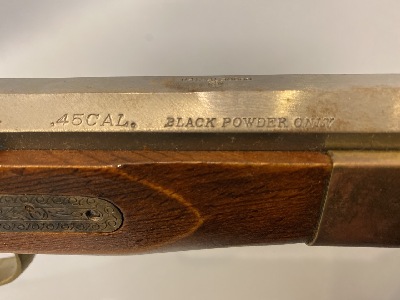 .45CAL. BLACK POWDER ONLY